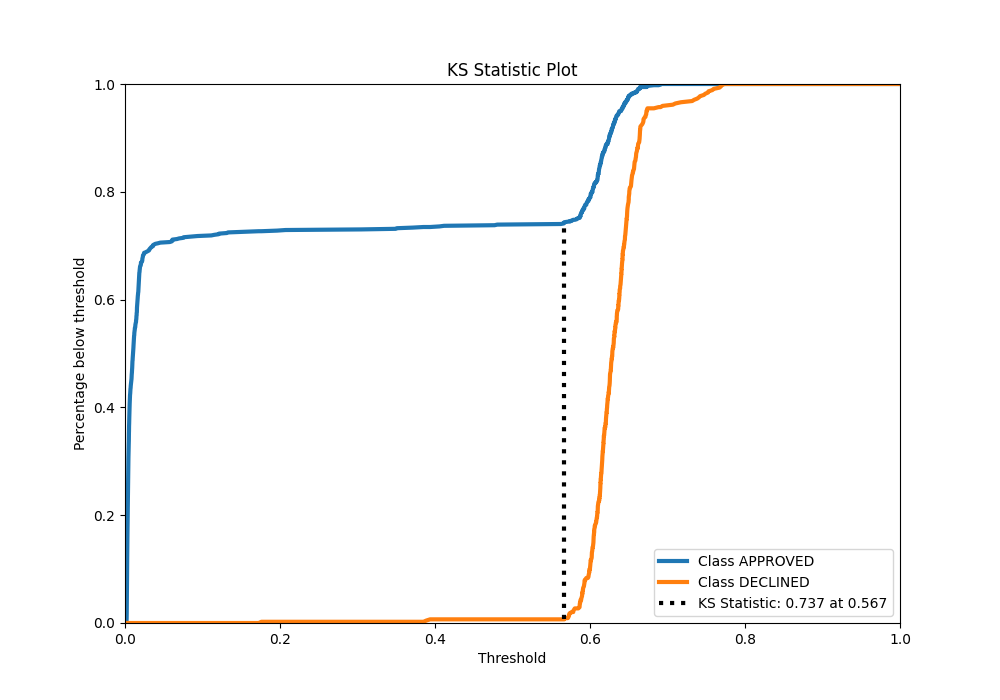 KS Statistic Plot
1.0
0.8
0.6
0.4
0.2
0.0
Percentage below threshold
0.0 0.2 0.4 0.6 0.8 1.0
Threshold
Class APPROVED
Class DECLINED
KS Statistic: 0.737 at 0.567